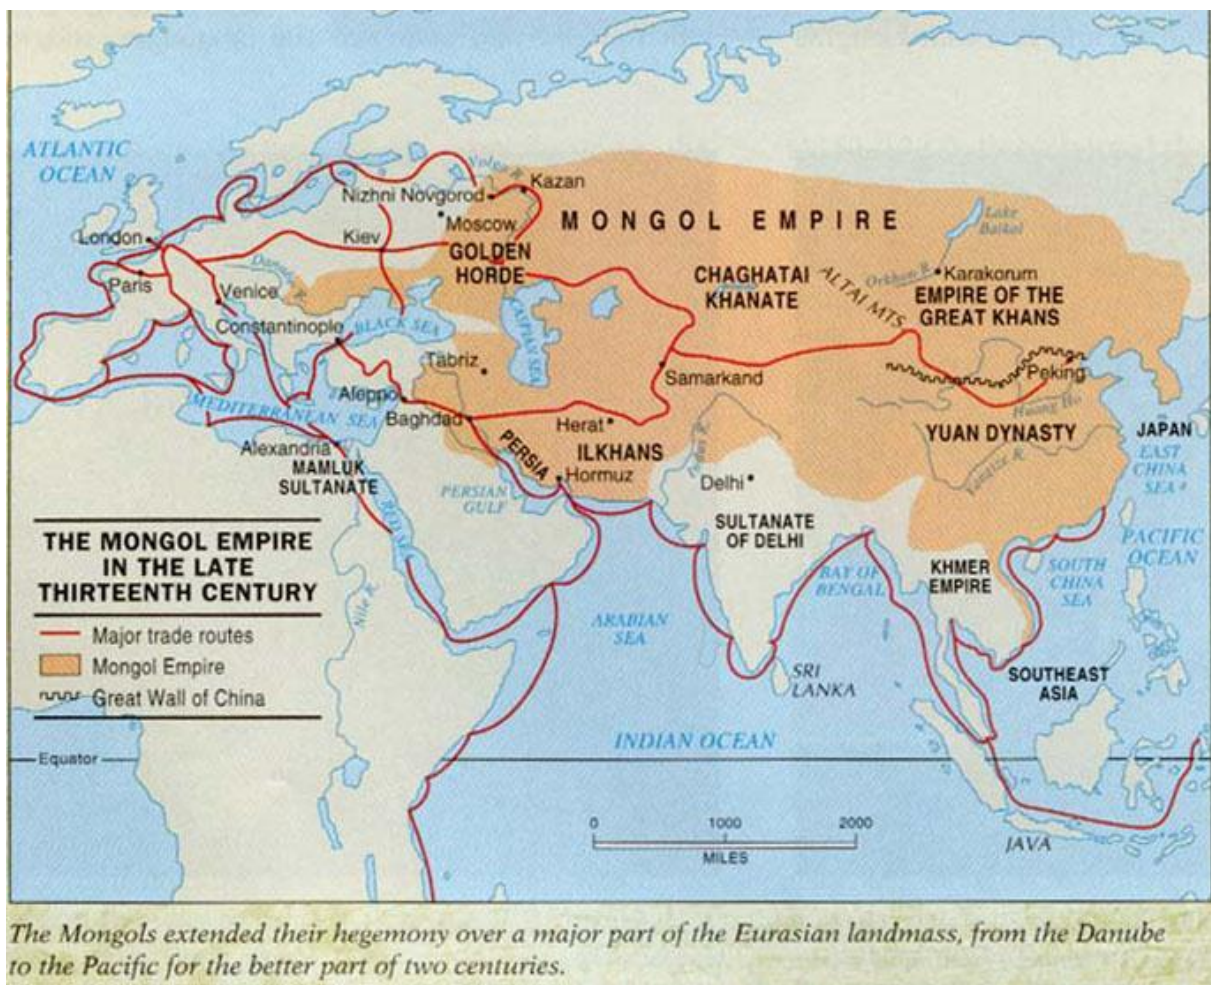 ATLANTIC
OCEAN
Volga R.
Kazan
Nizhni Novgorod
Moscow
MONGOL EMPIRE
Lake
Baikal
London
Kiev
GOLDEN
HORDE
CHAGHATAI
KHANATE
ALTAI MTS
Orkhun R.
Karakorum
EMPIRE OF THE
GREAT KHANS
Paris
Danube R.
Venice
Constantinople
BLACK SEA
CASPIAN
SEA
Tabriz
Samarkand
Peking
Huang Ho
Aleppo
MEDITERRANEAN SEA
Baghdad
Herat
ILKHANS
PERSIA
Hormuz
Indus R.
YUAN DYNASTY
Yangtze R.
JAPAN
EAST
CHINA
SEA
Alexandria
MAMLUK
SULTANATE
PERSIAN
GULF
Delhi
SULTANATE
OF DELHI
RED SEA
Nile R.
PACIFIC
OCEAN
KHMER
EMPIRE
SOUTH
CHINA
SEA
BAY OF
BENGAL
ARABIAN
SEA
SRI
LANKA
SOUTHEAST
ASIA
THE MONGOL EMPIRE
IN THE LATE
THIRTEENTH CENTURY
Major trade routes
Mongol Empire
Great Wall of China
INDIAN OCEAN
Equator
0 1000 2000
MILES
JAVA
The Mongols extended their hegemony over a major part of the Eurasian landmass, from the Danube
to the Pacific for the better part of two centuries.